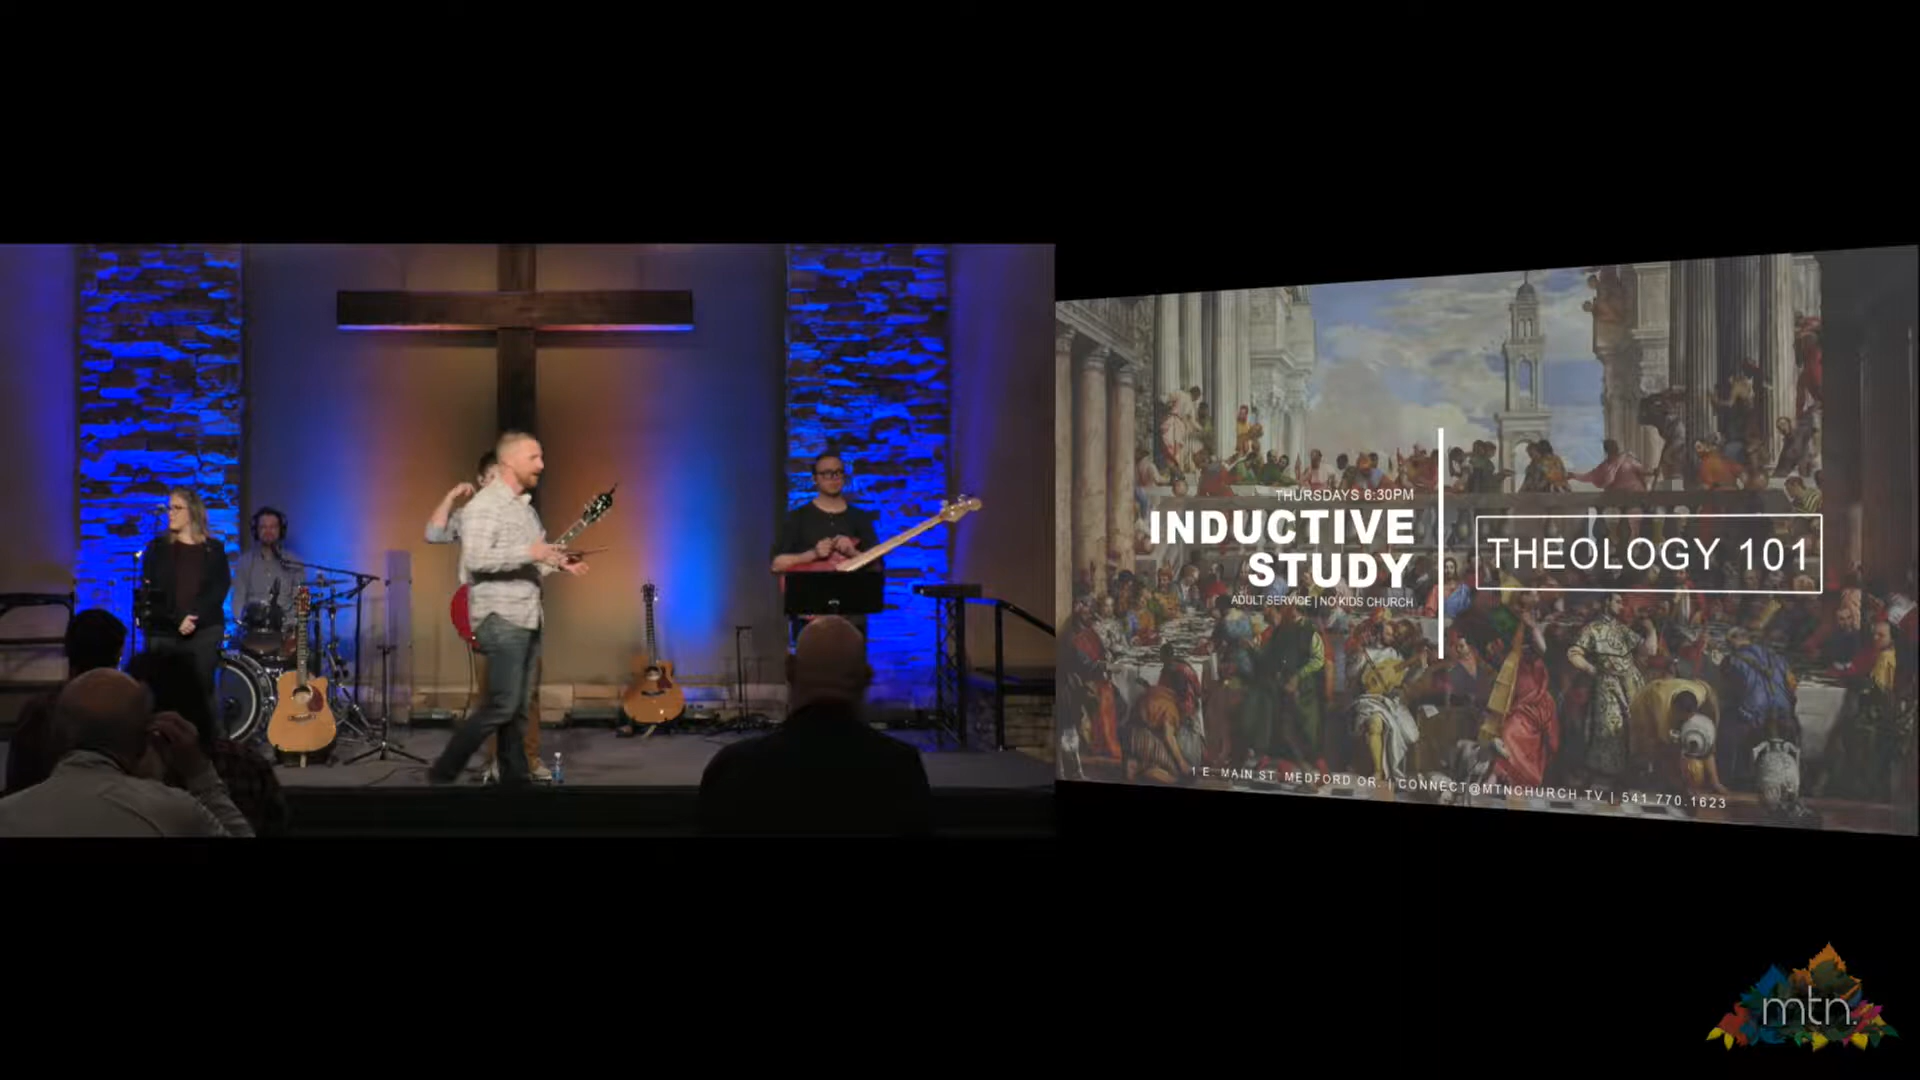 THURSDAYS 6:30PM
INDUCTIVE
STUDY
ADULT SERVICE | NO KIDS CHURCH
THEOLOGY 101
1 E. MAIN ST. MEDFORD OR. | CONNECT@MTNCHURCH.TV | 541.770.1623
mtn.